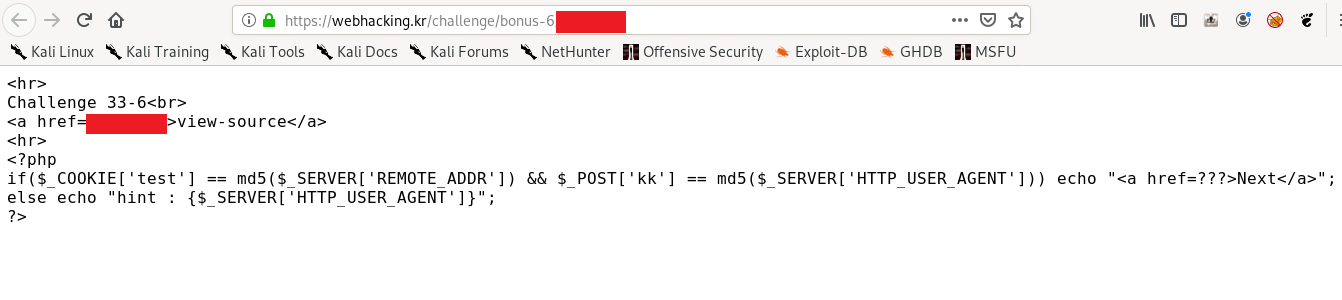 https://webhacking.kr/challenge/bonus-6
Kali Linux Kali Training Kali Tools Kali Docs Kali Forums NetHunter Offensive Security Exploit-DB GHDB MSFU
<hr>
Challenge 33-6<br>
<a href= >view-source</a>
<hr>
<?php
if($_COOKIE['test'] == md5($_SERVER['REMOTE_ADDR']) && $_POST['kk'] == md5($_SERVER['HTTP_USER_AGENT'])) echo "<a href=???>Next</a>";
else echo "hint : {$_SERVER['HTTP_USER_AGENT']}";
?>